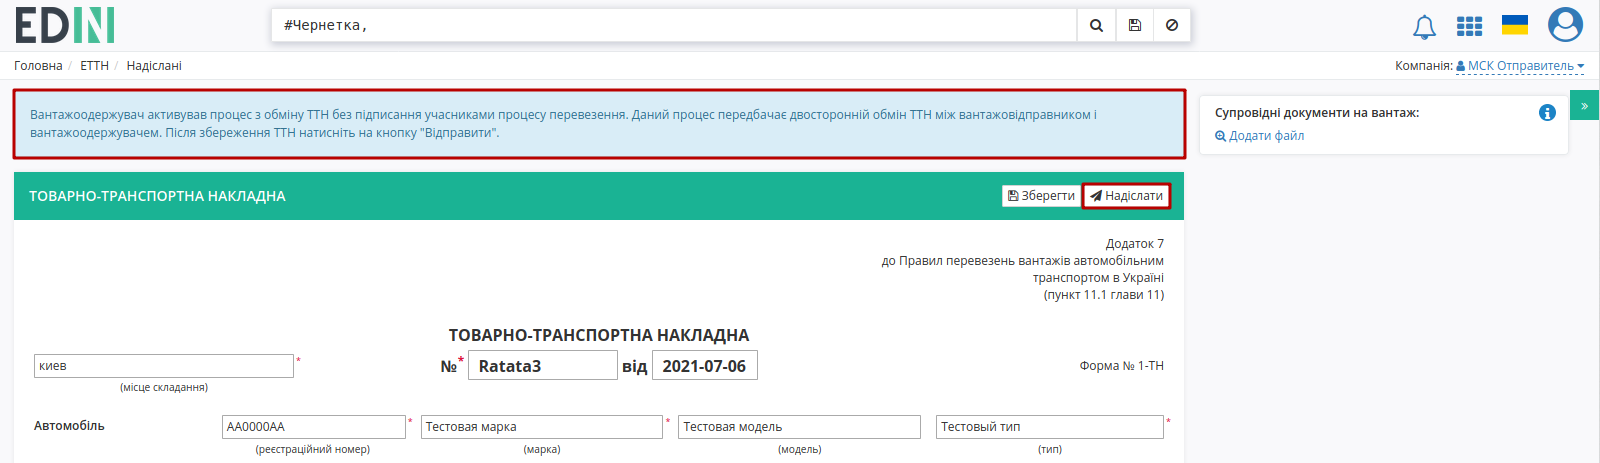 EDIN
#Чернетка,
Головна / ЕТТН / Надіслані
Компанія: МСК Отправитель
Вантажоодержувач активував процес з обміну ТТН без підписання учасниками процесу перевезення. Даний процес передбачає двосторонній обмін ТТН між вантажовідправником і
вантажоодержувачем. Після збереження ТТН натисніть на кнопку "Відправити".
Супровідні документи на вантаж:
Додати файл
»
ТОВАРНО-ТРАНСПОРТНА НАКЛАДНА
Зберегти
Надіслати
Додаток 7
до Правил перевезень вантажів автомобільним
транспортом в Україні
(пункт 11.1 глави 11)
ТОВАРНО-ТРАНСПОРТНА НАКЛАДНА
киев *
№* Ratata3 від 2021-07-06
Форма № 1-ТН
(місце складання)
Автомобіль
АА0000АА *
Тестовая марка *
Тестовая модель
Тестовый тип *
(реєстраційний номер)
(марка)
(модель)
(тип)